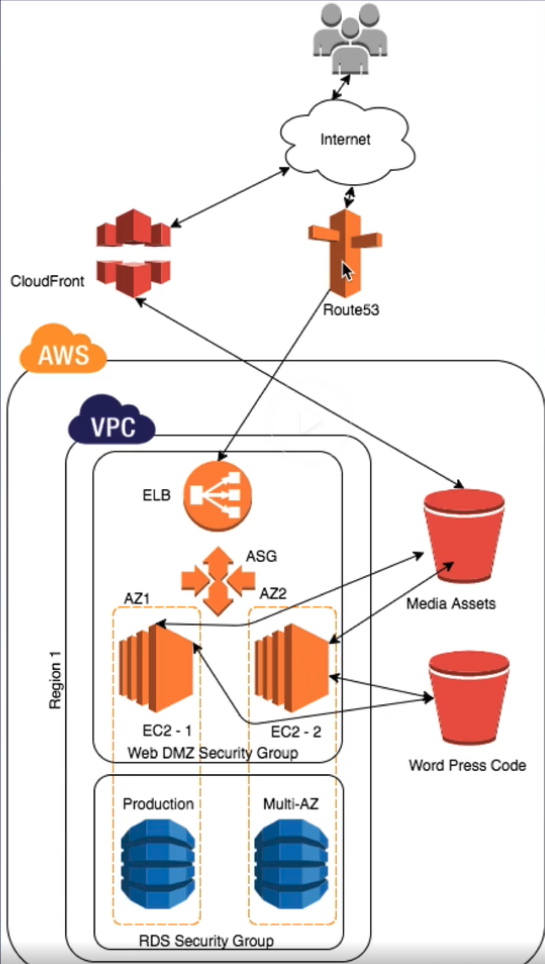 Internet
CloudFront
Route53
AWS
VPC
ELB
ASG
AZ1
AZ2
Media Assets
Region 1
EC2 - 1
EC2 - 2
Web DMZ Security Group
Word Press Code
Production
Multi-AZ
RDS Security Group